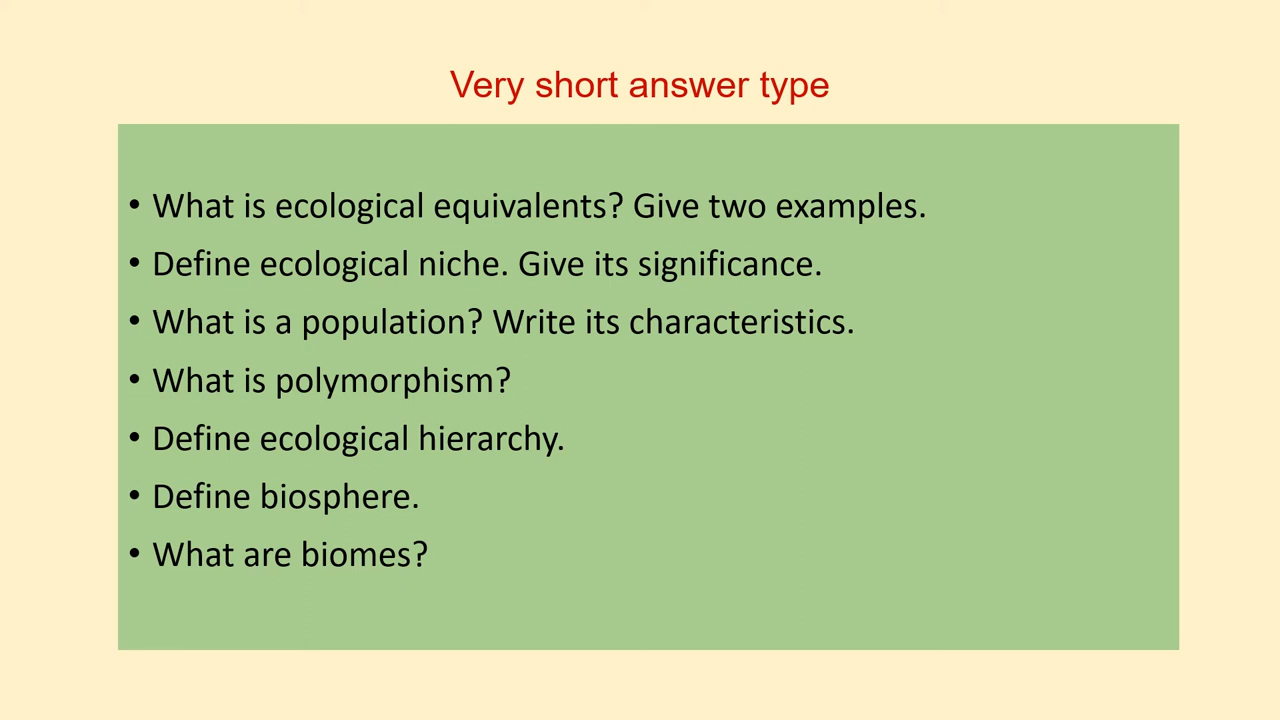 Very short answer type
• What is ecological equivalents? Give two examples.
• Define ecological niche. Give its significance.
• What is a population? Write its characteristics.
• What is polymorphism?
• Define ecological hierarchy.
• Define biosphere.
• What are biomes?